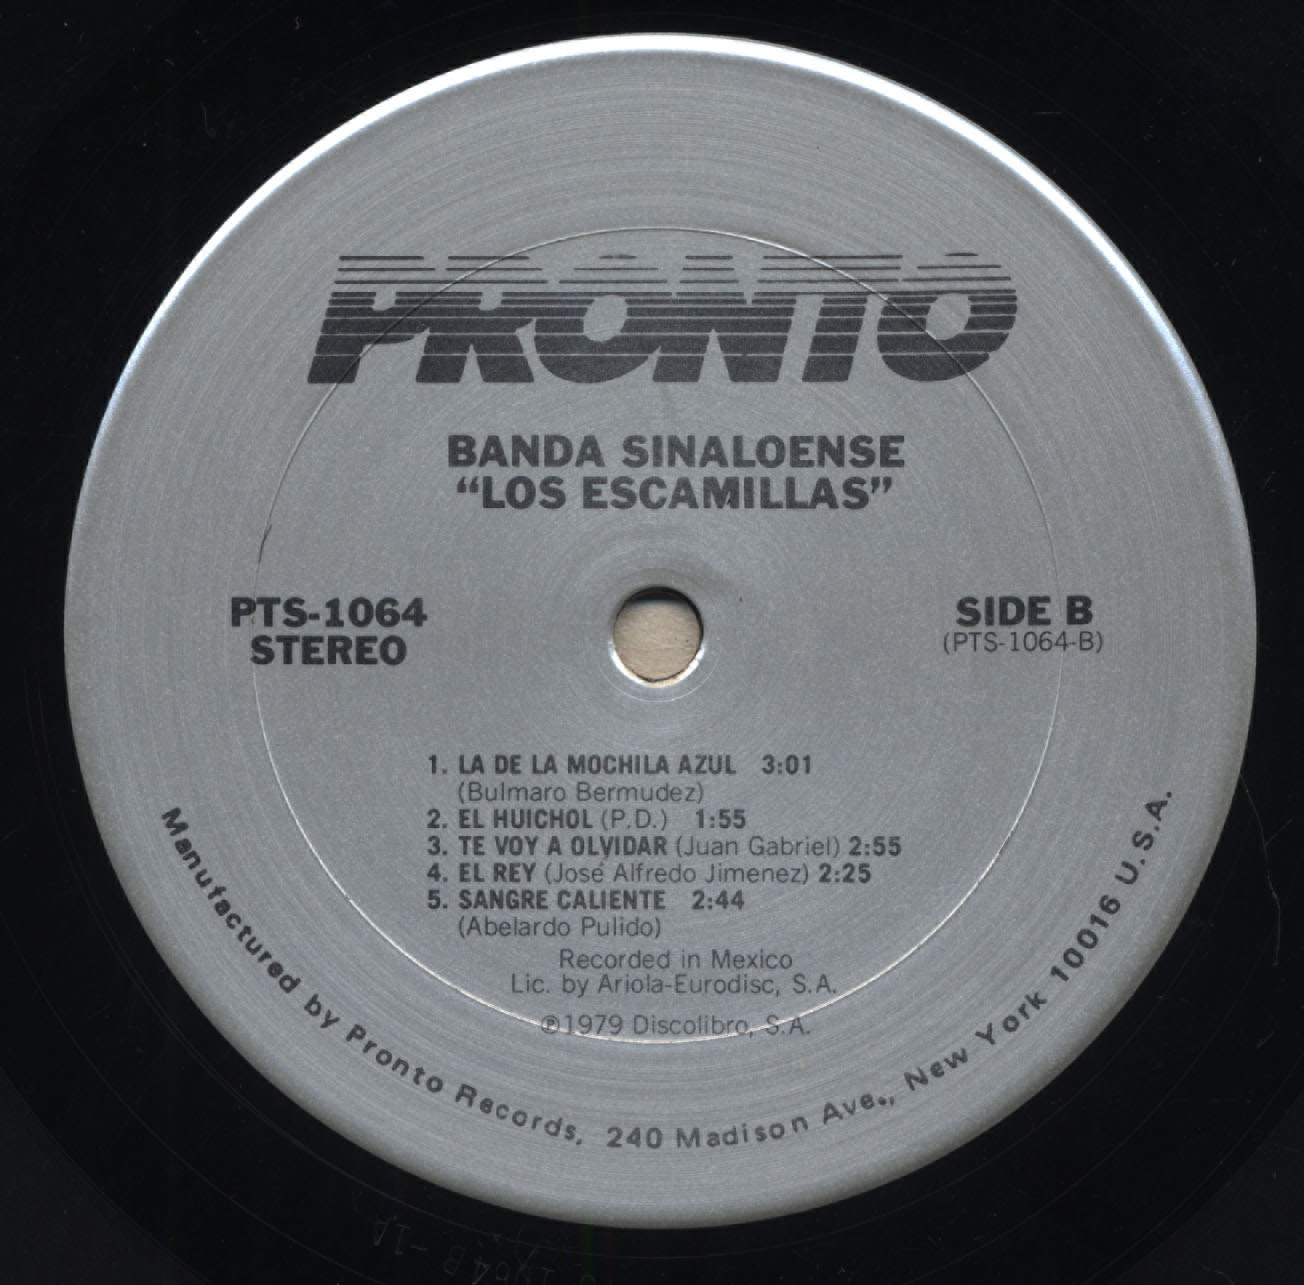 PRONTO
BANDA SINALOENSE
“LOS ESCAMILLAS”
PTS-1064
STEREO
SIDE B
(PTS-1064-B)
1. LA DE LA MOCHILA AZUL 3:01
(Bulmaro Bermudez)
2. EL HUICHOL (P.D.) 1:55
3. TE VOY A OLVIDAR (Juan Gabriel) 2:55
4. EL REY (José Alfredo Jimenez) 2:25
5. SANGRE CALIENTE 2:44
(Abelardo Pulido)
Recorded in Mexico
Lic. by Ariola-Eurodisc, S.A.
℗1979 Discolibro, S.A.
Manufactured by Pronto Records, 240 Madison Ave., New York 10016 U.S.A.